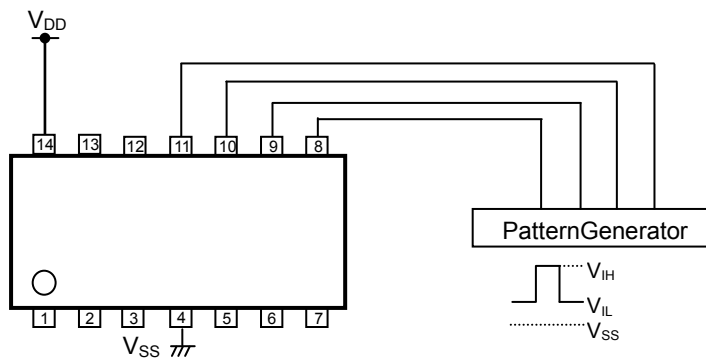 VDD
14 13 12 11 10 9 8
PatternGenerator
VIH
VIL
VSS
1 2 3 4 5 6 7
VSS